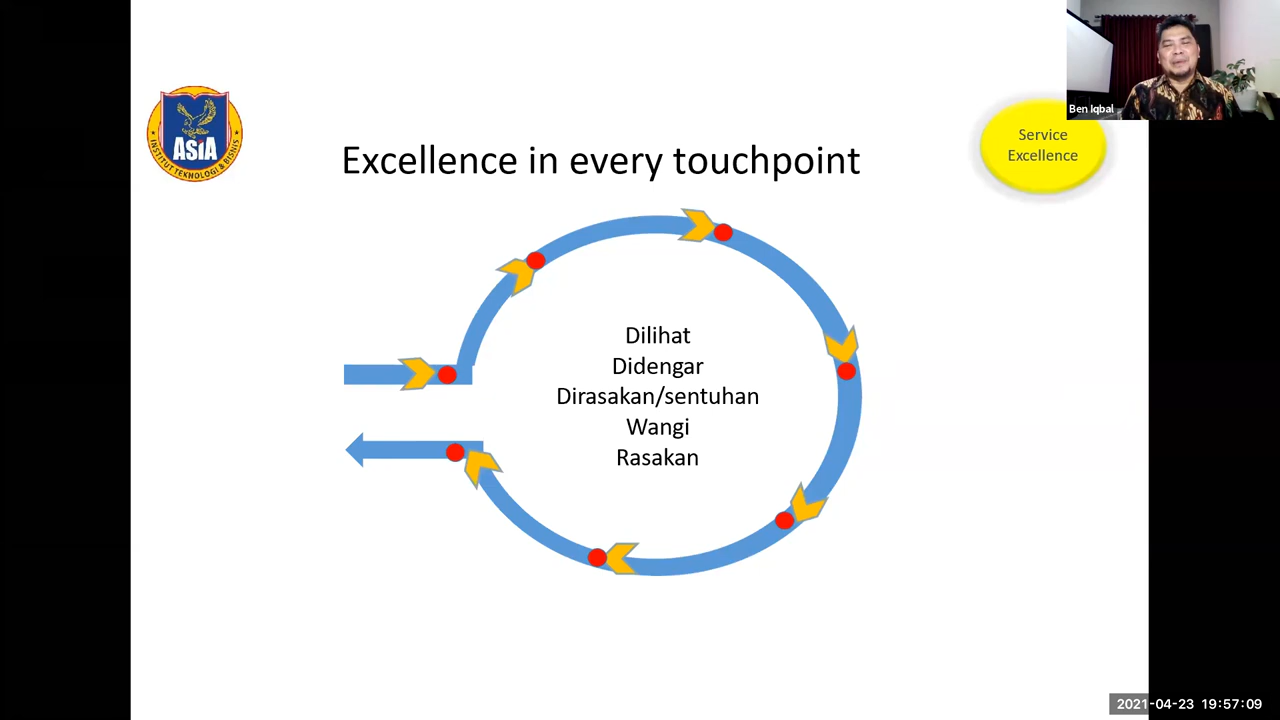 Ben Iqbal
ASIA
INSTITUT TEKNOLOGI & BISNIS
Service
Excellence
Excellence in every touchpoint
Dilihat
Didengar
Dirasakan/sentuhan
Wangi
Rasakan
2021-04-23 19:57:09